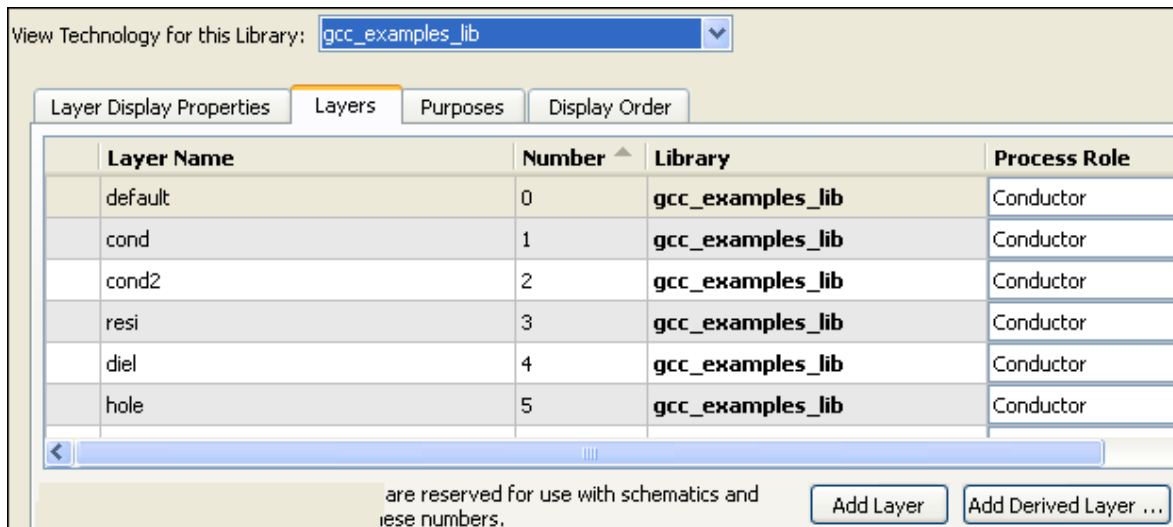 View Technology for this Library: gcc_examples_lib
Layer Display Properties Layers Purposes Display Order
Layer Name Number Library Process Role
default 0 gcc_examples_lib Conductor
cond 1 gcc_examples_lib Conductor
cond2 2 gcc_examples_lib Conductor
resi 3 gcc_examples_lib Conductor
diel 4 gcc_examples_lib Conductor
hole 5 gcc_examples_lib Conductor
are reserved for use with schematics and Add Layer Add Derived Layer ...
numbers.